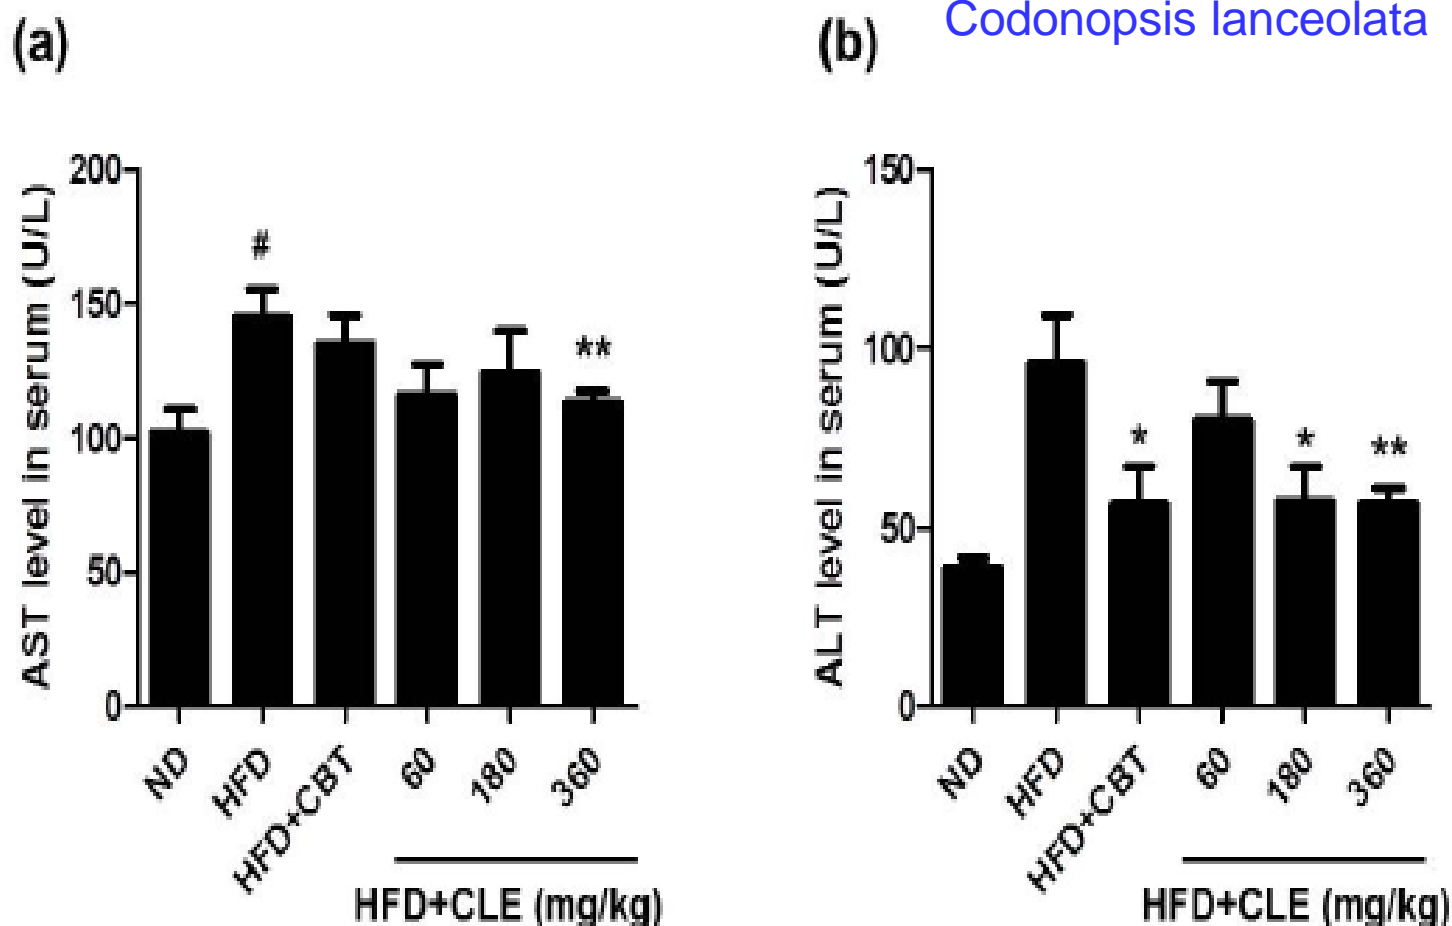 Codonopsis lanceolata
(a)
(b)
AST level in serum (U/L)
200
150
100
50
0
#
**
ND
HFD
HFD+CBT
60
180
360
HFD+CLE (mg/kg)
ALT level in serum (U/L)
150
100
50
0
*
*
**
ND
HFD
HFD+CBT
60
180
360
HFD+CLE (mg/kg)